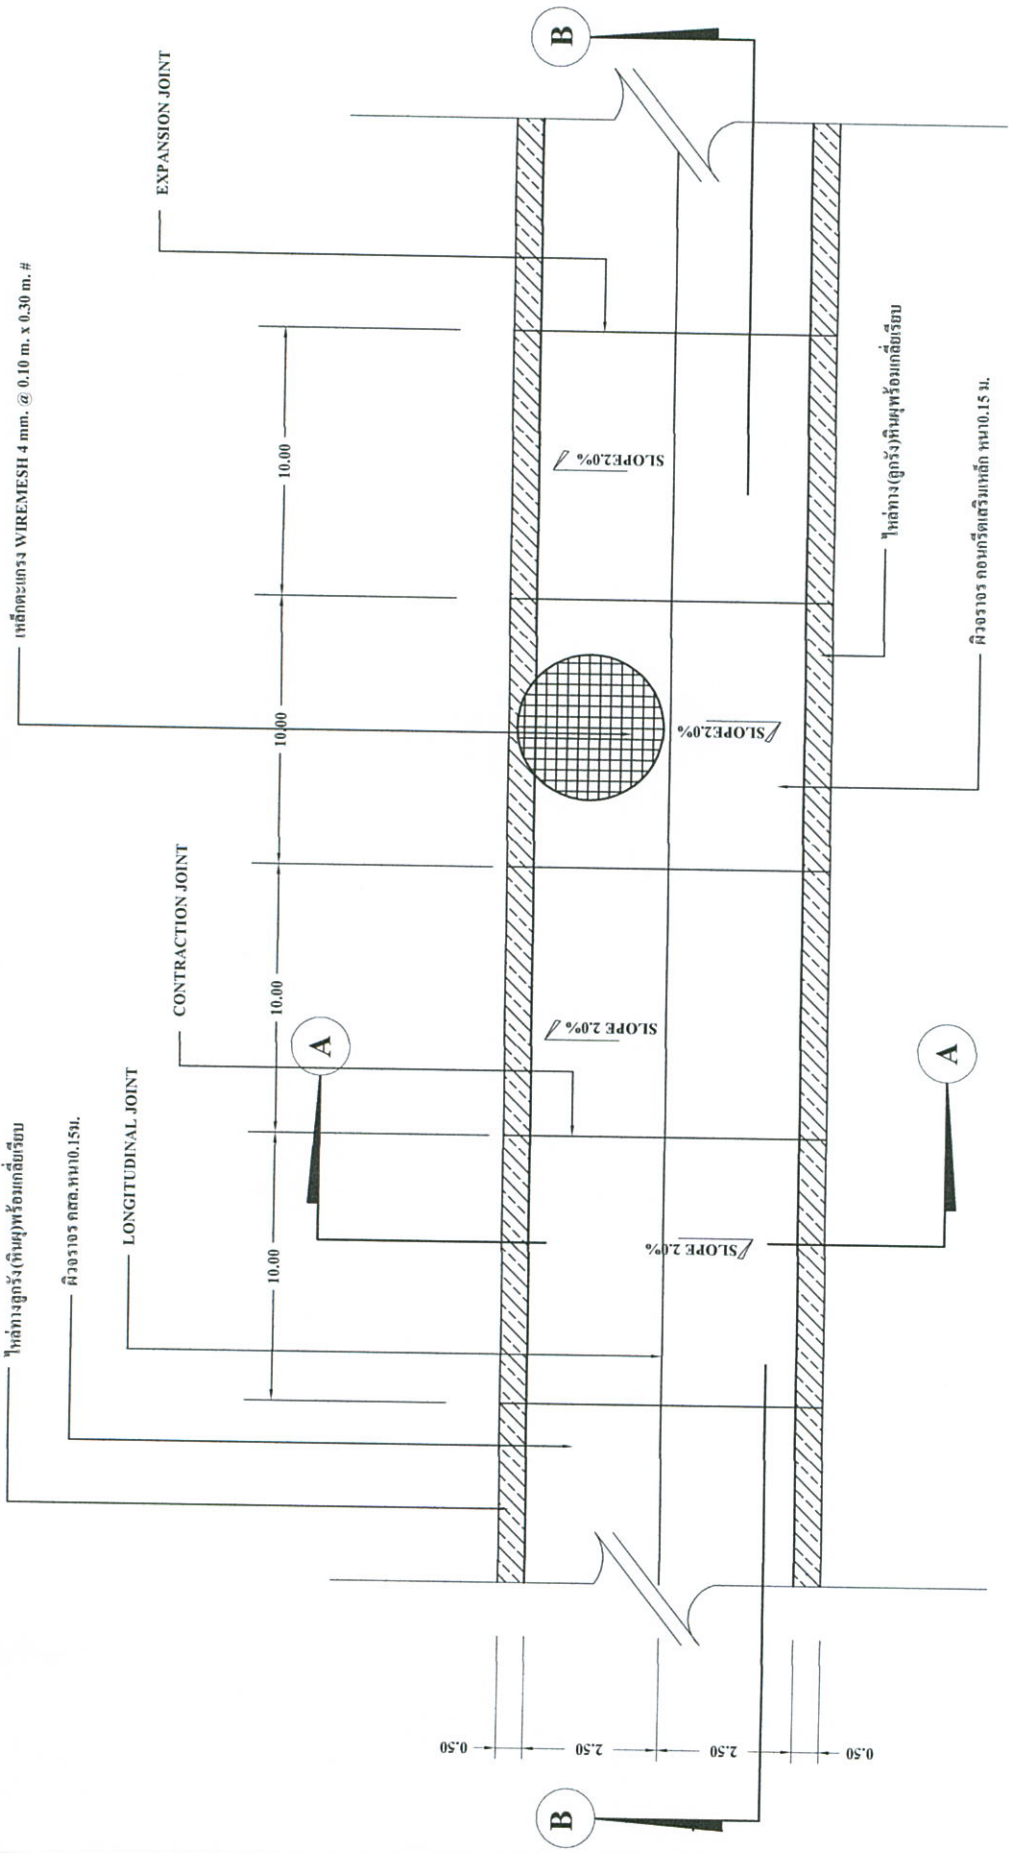 ไหล่ทางลูกรัง(หินผุ)พร้อมเกลี่ยเรียบ
ผิวจราจร คสล.หนา0.15ม.
LONGITUDINAL JOINT
CONTRACTION JOINT
เหล็กตะแกรง WIREMESH 4 mm. @ 0.10 m. x 0.30 m. #
EXPANSION JOINT
10.00
10.00
10.00
10.00
A
A
B
B
SLOPE 2.0%
SLOPE 2.0%
SLOPE2.0%
SLOPE2.0%
0.50
2.50
2.50
0.50
ไหล่ทาง(ลูกรัง)หินผุพร้อมเกลี่ยเรียบ
ผิวจราจร คอนกรีตเสริมเหล็ก หนา0.15 ม.